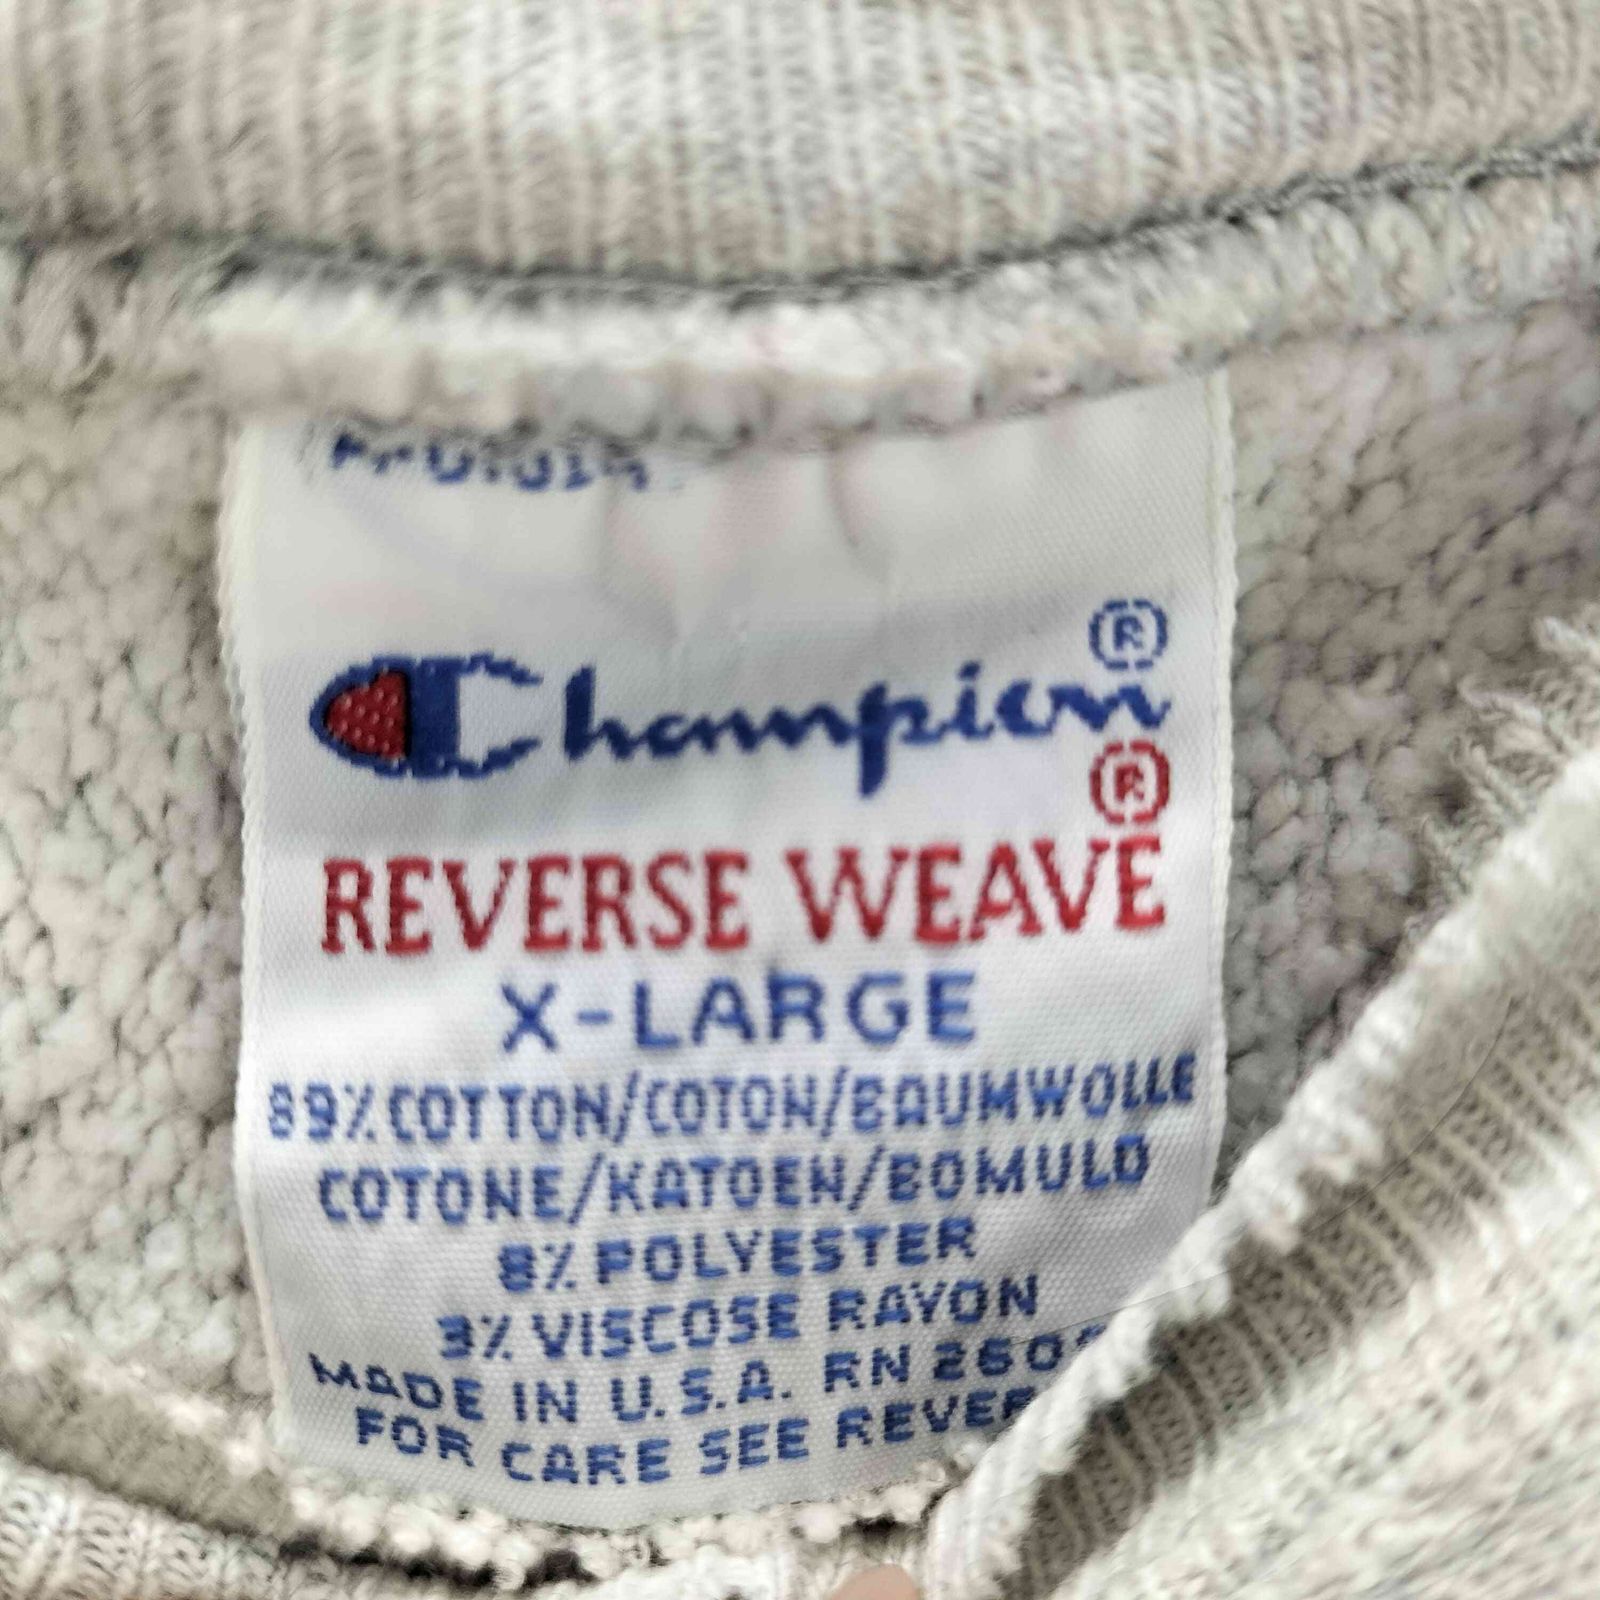 Champion®
REVERSE WEAVE®
X-LARGE
89% COTTON/COTON/BAUMWOLLE
COTONE/KATOEN/BOMULD
8% POLYESTER
3% VISCOSE RAYON
MADE IN U.S.A. RN
FOR CARE SEE